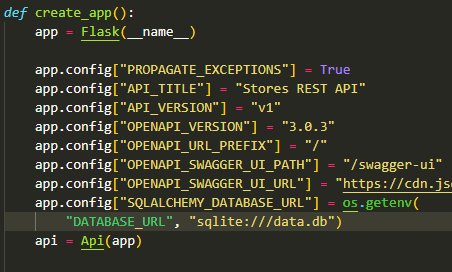 def create_app():
    app = Flask(__name__)
    app.config["PROPAGATE_EXCEPTIONS"] = True
    app.config["API_TITLE"] = "Stores REST API"
    app.config["API_VERSION"] = "v1"
    app.config["OPENAPI_VERSION"] = "3.0.3"
    app.config["OPENAPI_URL_PREFIX"] = "/"
    app.config["OPENAPI_SWAGGER_UI_PATH"] = "/swagger-ui"
    app.config["OPENAPI_SWAGGER_UI_URL"] = "https://cdn.js
    app.config["SQLALCHEMY_DATABASE_URL"] = os.getenv(
        "DATABASE_URL", "sqlite:///data.db")
    api = Api(app)